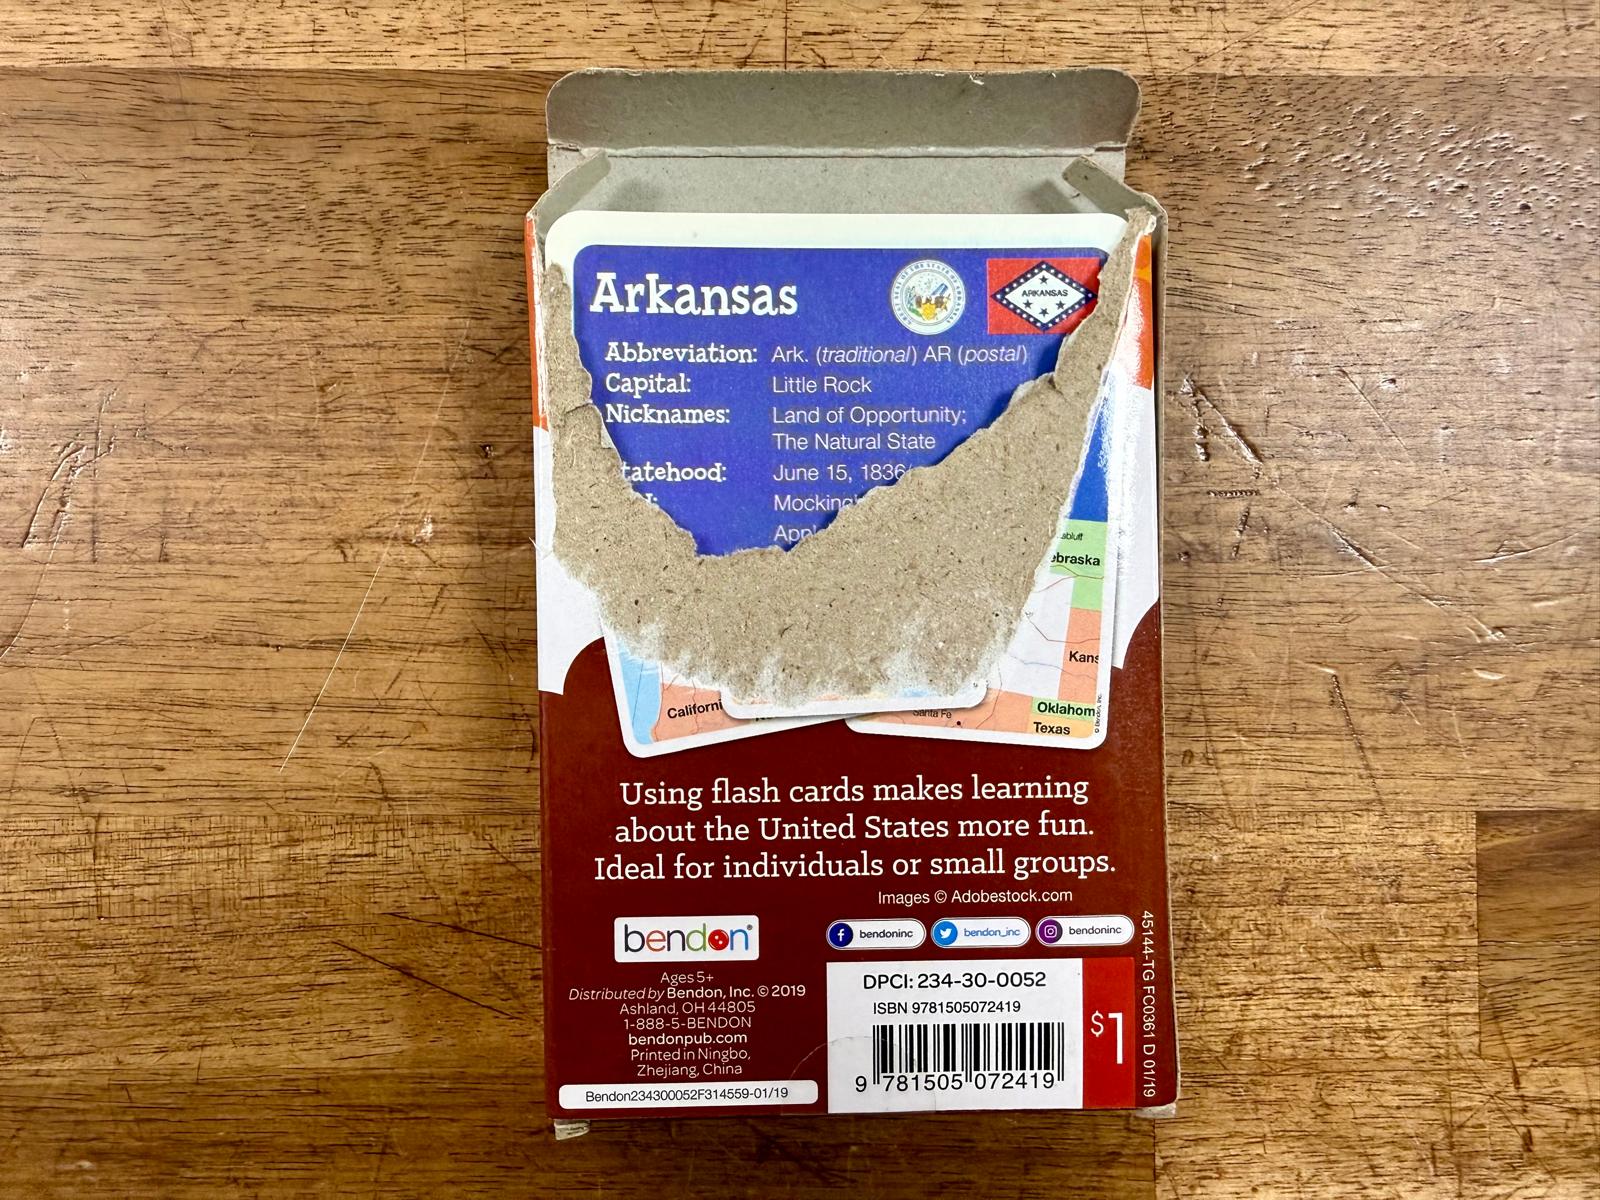 Arkansas
ARKANSAS
Abbreviation: Ark. (traditional) AR (postal)
Capital: Little Rock
Nicknames: Land of Opportunity;
The Natural State
tatehood: June 15, 1836
Mocking
App
ebraska
Kans
Californi
Santa Fe
Oklahom
Texas
© Bendon, Inc.
Using flash cards makes learning
about the United States more fun.
Ideal for individuals or small groups.
Images © Adobestock.com
bendon®
bendoninc
bendon_inc
bendoninc
Ages 5+
Distributed by Bendon, Inc. © 2019
Ashland, OH 44805
1-888-5-BENDON
bendonpub.com
Printed in Ningbo,
Zhejiang, China
Bendon234300052F314559-01/19
DPCI: 234-30-0052
ISBN 9781505072419
9 781505 072419
$1
45144-TG FC0361 D 01/19